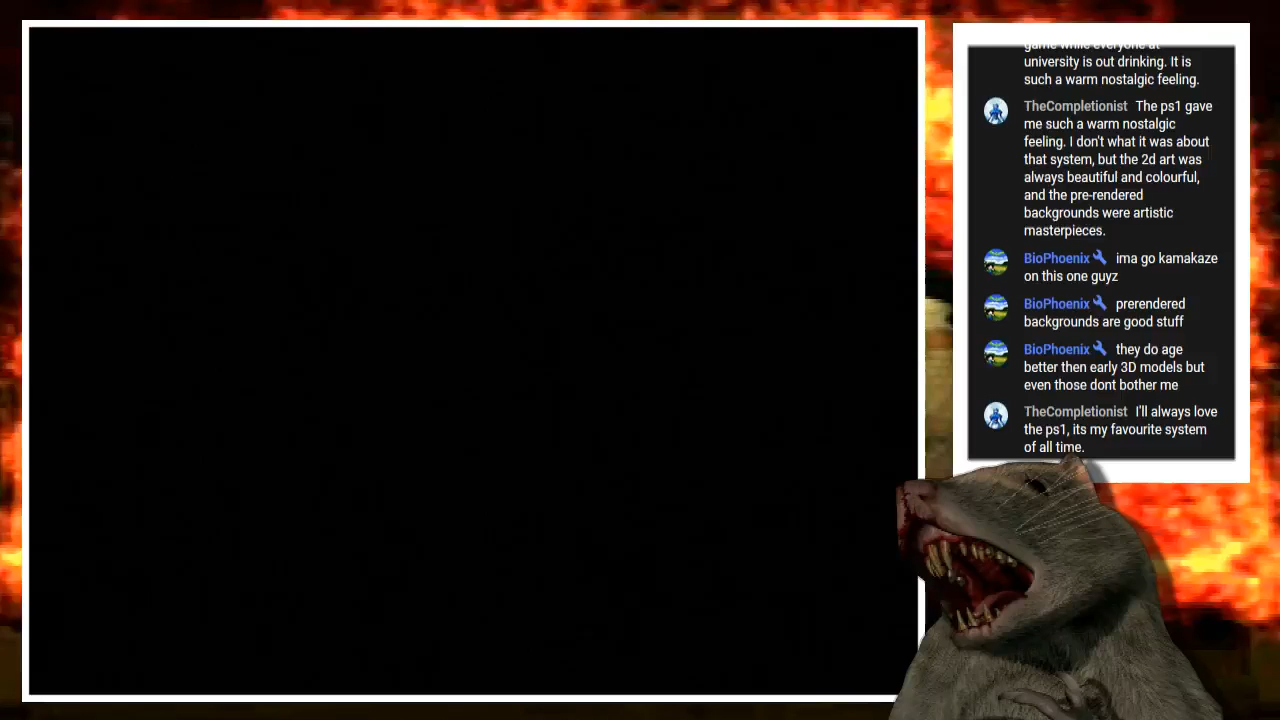 game while everyone at
university is out drinking. It is
such a warm nostalgic feeling.
TheCompletionist The ps1 gave
me such a warm nostalgic
feeling. I don't what it was about
that system, but the 2d art was
always beautiful and colourful,
and the pre-rendered
backgrounds were artistic
masterpieces.
BioPhoenix ima go kamakaze
on this one guyz
BioPhoenix prerendered
backgrounds are good stuff
BioPhoenix they do age
better then early 3D models but
even those dont bother me
TheCompletionist I'll always love
the ps1, its my favourite system
of all time.